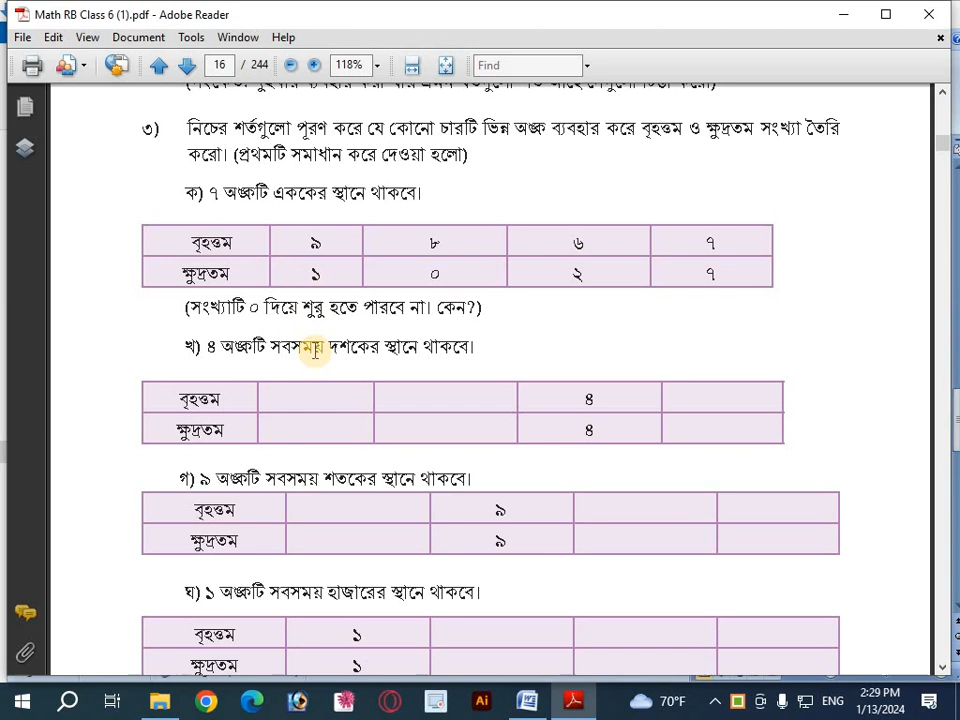 Math RB Class 6 (1).pdf - Adobe Reader
File Edit View Document Tools Window Help
16 / 244 118% Find
৩) নিচের শর্তগুলো পূরণ করে যে কোনো চারটি ভিন্ন অঙ্ক ব্যবহার করে বৃহত্তম ও ক্ষুদ্রতম সংখ্যা তৈরি
করো। (প্রথমটি সমাধান করে দেওয়া হলো)
ক) ৭ অঙ্কটি এককের স্থানে থাকবে।
বৃহত্তম ৯ ৮ ৬ ৭
ক্ষুদ্রতম ১ ০ ২ ৭
(সংখ্যাটি ০ দিয়ে শুরু হতে পারবে না। কেন?)
খ) ৪ অঙ্কটি সবসময় দশকের স্থানে থাকবে।
বৃহত্তম ৪
ক্ষুদ্রতম ৪
গ) ৯ অঙ্কটি সবসময় শতকের স্থানে থাকবে।
বৃহত্তম ৯
ক্ষুদ্রতম ৯
ঘ) ১ অঙ্কটি সবসময় হাজারের স্থানে থাকবে।
বৃহত্তম ১
ক্ষুদ্রতম ১
70°F ENG 2:29 PM
1/13/2024